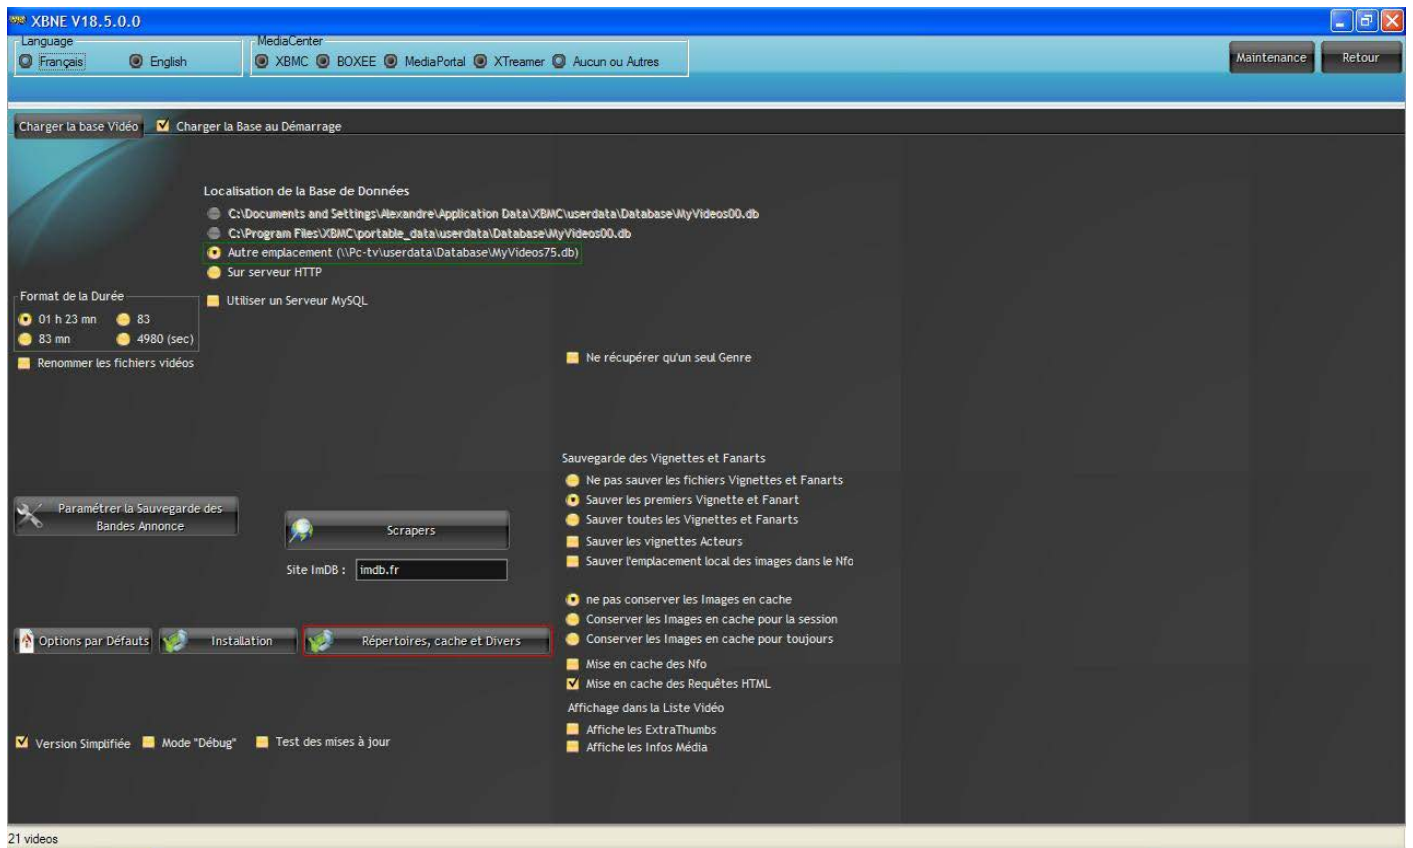 XBNE V18.5.0.0
Language
Français English
MediaCenter
XBMC BOXEE MediaPortal XTreamer Aucun ou Autres
Maintenance Retour
Charger la base Vidéo Charger la Base au Démarrage
Localisation de la Base de Données
C:\Documents and Settings\Alexandre\Application Data\XBMC\userdata\Database\MyVideos00.db
C:\Program Files\XBMC\portable_data\userdata\Database\MyVideos00.db
Autre emplacement (\\Pc-tv\userdata\Database\MyVideos75.db)
Sur serveur HTTP
Utiliser un Serveur MySQL
Format de la Durée
01 h 23 mn 83
83 mn 4980 (sec)
Renommer les fichiers vidéos
Ne récupérer qu'un seul Genre
Sauvegarde des Vignettes et Fanarts
Ne pas sauver les fichiers Vignettes et Fanarts
Sauver les premiers Vignette et Fanart
Sauver toutes les Vignettes et Fanarts
Sauver les vignettes Acteurs
Sauver l'emplacement local des images dans le Nfo
Paramétrer la Sauvegarde des
Bandes Annonce
Scrapers
Site ImDB : imdb.fr
ne pas conserver les Images en cache
Conserver les Images en cache pour la session
Conserver les Images en cache pour toujours
Options par Défauts Installation Répertoires, cache et Divers
Mise en cache des Nfo
Mise en cache des Requêtes HTML
Affichage dans la Liste Vidéo
Affiche les ExtraThumbs
Affiche les Infos Média
Version Simplifiée Mode "Débug" Test des mises à jour
21 videos